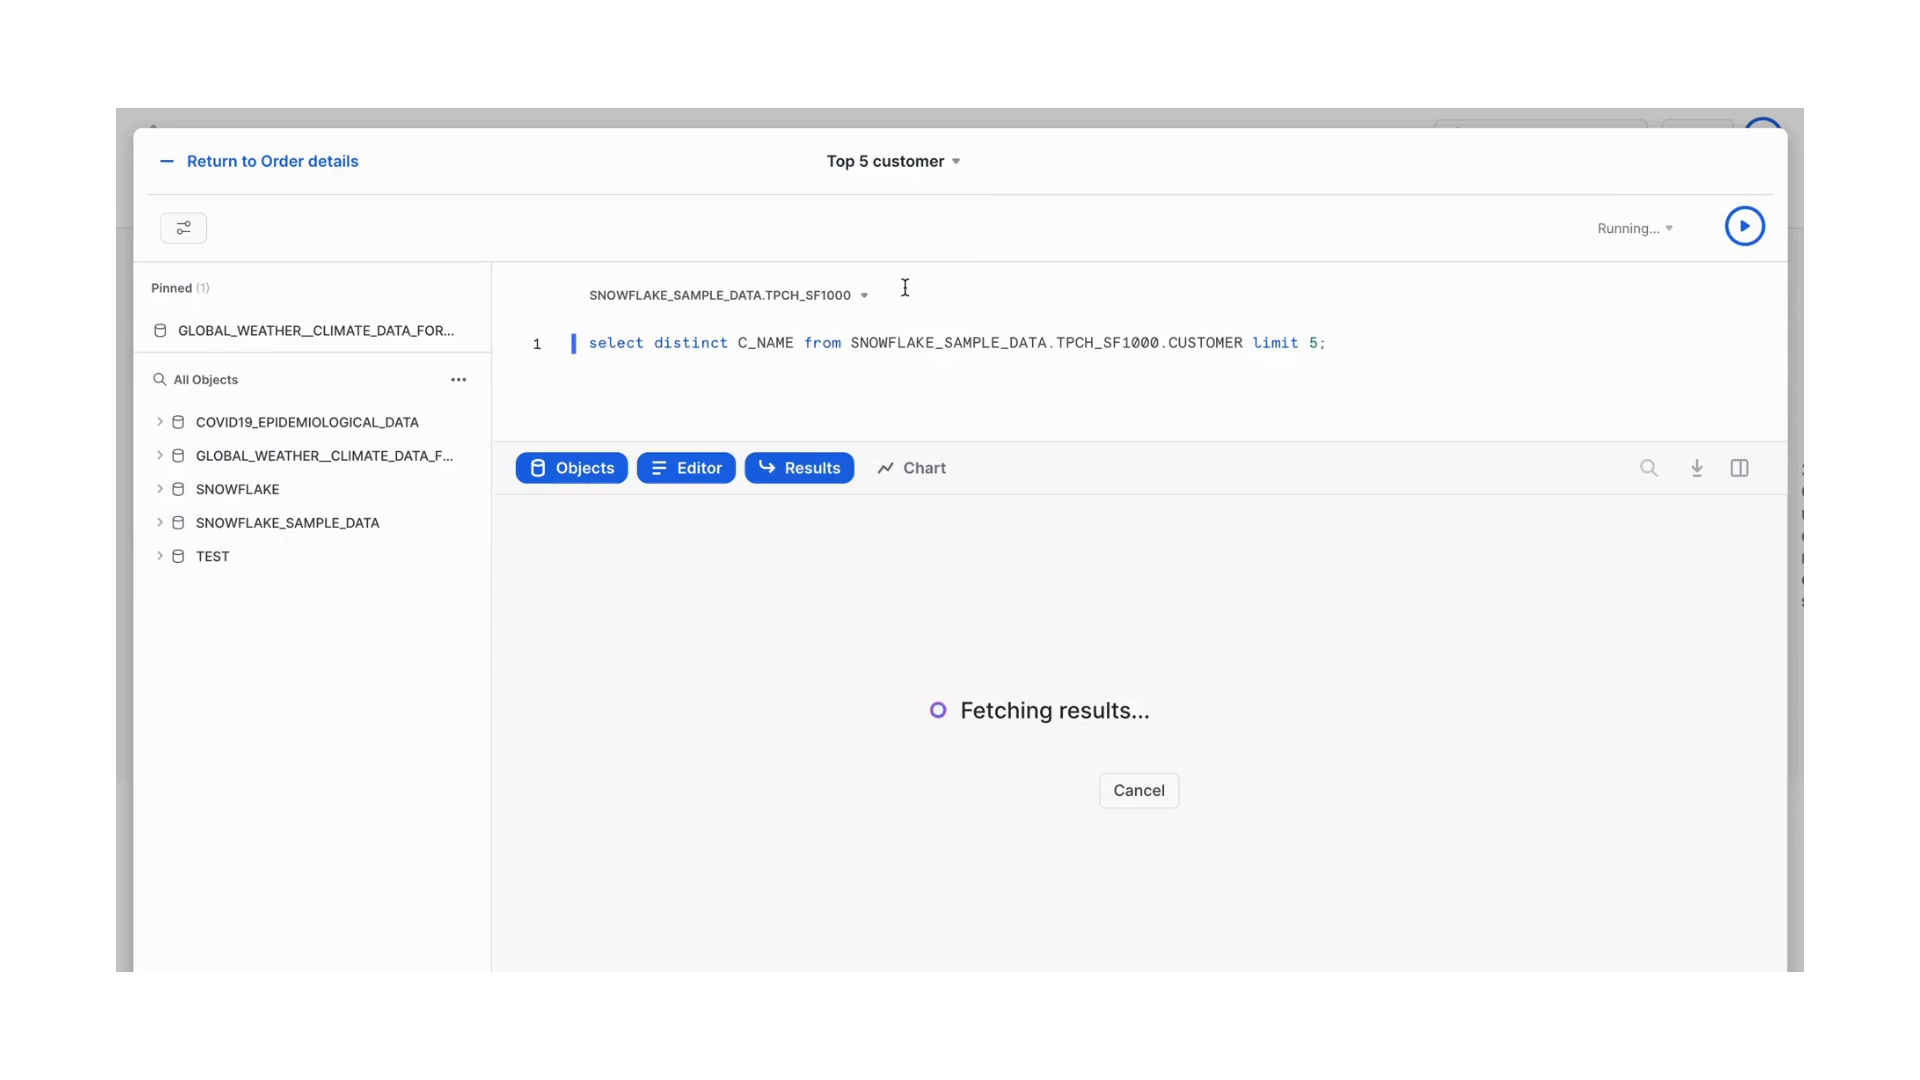 Return to Order details
Top 5 customer
Running...
Pinned (1)
GLOBAL_WEATHER__CLIMATE_DATA_FOR...
All Objects
COVID19_EPIDEMIOLOGICAL_DATA
GLOBAL_WEATHER__CLIMATE_DATA_F...
SNOWFLAKE
SNOWFLAKE_SAMPLE_DATA
TEST
SNOWFLAKE_SAMPLE_DATA.TPCH_SF1000
1 select distinct C_NAME from SNOWFLAKE_SAMPLE_DATA.TPCH_SF1000.CUSTOMER limit 5;
Objects Editor Results Chart
Fetching results...
Cancel